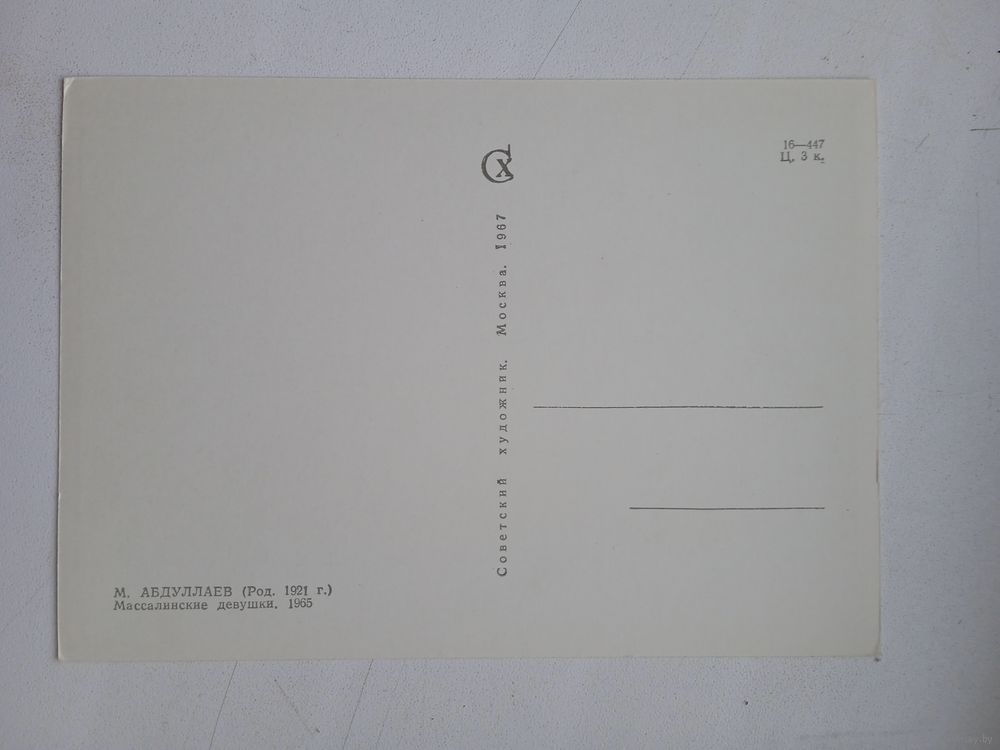 СХ
16—447
Ц. 3 к.
Советский художник. Москва. 1967
М. АБДУЛЛАЕВ (Род. 1921 г.)
Массалинские девушки. 1965